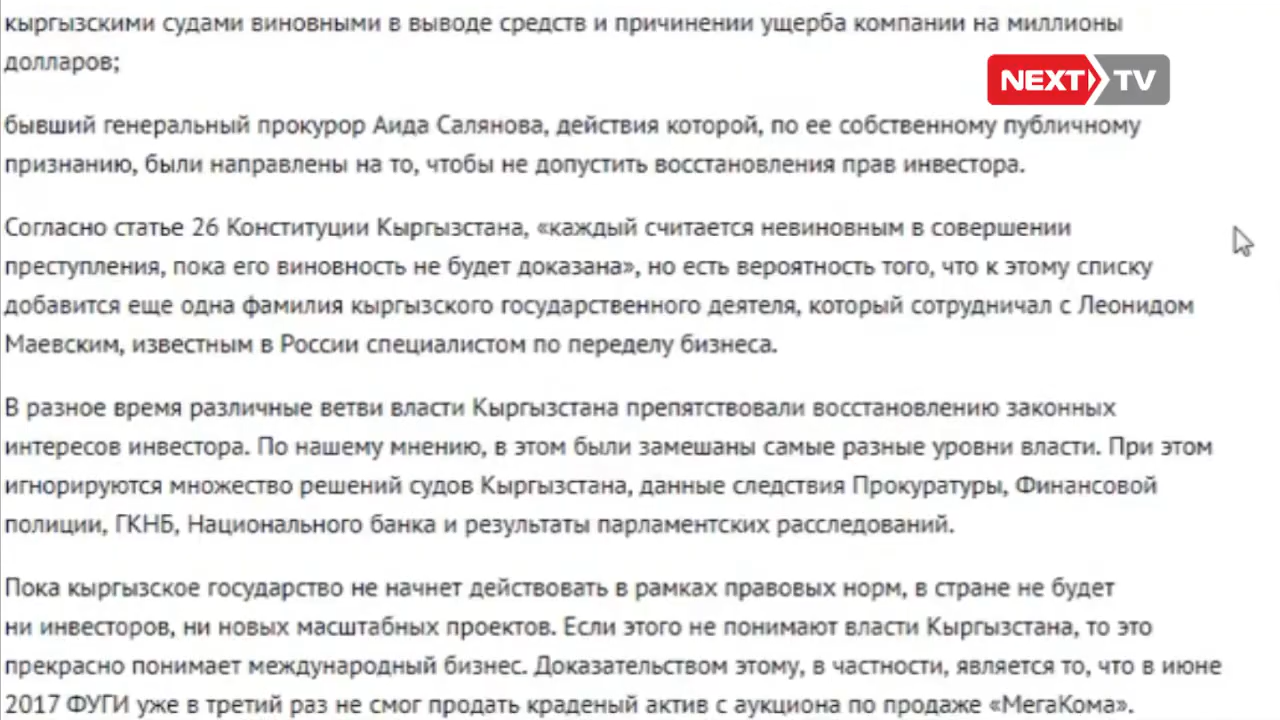 кыргызскими судами виновными в выводе средств и причинении ущерба компании на миллионы
долларов;
NEXT TV
бывший генеральный прокурор Аида Салянова, действия которой, по ее собственному публичному
признанию, были направлены на то, чтобы не допустить восстановления прав инвестора.
Согласно статье 26 Конституции Кыргызстана, «каждый считается невиновным в совершении
преступления, пока его виновность не будет доказана», но есть вероятность того, что к этому списку
добавится еще одна фамилия кыргызского государственного деятеля, который сотрудничал с Леонидом
Маевским, известным в России специалистом по переделу бизнеса.
В разное время различные ветви власти Кыргызстана препятствовали восстановлению законных
интересов инвестора. По нашему мнению, в этом были замешаны самые разные уровни власти. При этом
игнорируются множество решений судов Кыргызстана, данные следствия Прокуратуры, Финансовой
полиции, ГКНБ, Национального банка и результаты парламентских расследований.
Пока кыргызское государство не начнет действовать в рамках правовых норм, в стране не будет
ни инвесторов, ни новых масштабных проектов. Если этого не понимают власти Кыргызстана, то это
прекрасно понимает международный бизнес. Доказательством этому, в частности, является то, что в июне
2017 ФУГИ уже в третий раз не смог продать краденый актив с аукциона по продаже «МегаКома».